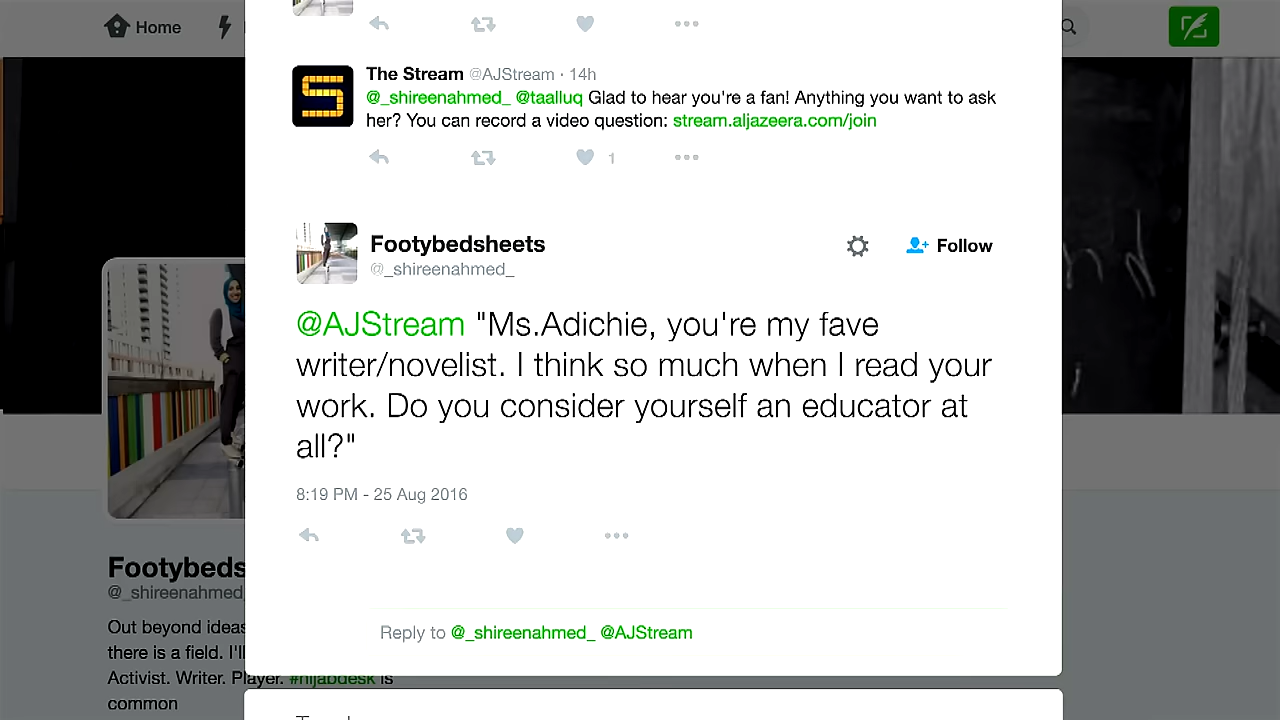 Home
The Stream @AJStream · 14h
@_shireenahmed_ @taalluq Glad to hear you're a fan! Anything you want to ask
her? You can record a video question: stream.aljazeera.com/join
1
Footybedsheets
@_shireenahmed_
Follow
@AJStream "Ms.Adichie, you're my fave
writer/novelist. I think so much when I read your
work. Do you consider yourself an educator at
all?"
8:19 PM - 25 Aug 2016
Reply to @_shireenahmed_ @AJStream
Footybeds
@_shireenahmed_
Out beyond ideas
there is a field. I'll
Activist. Writer. Player. #hijabdesk is
common